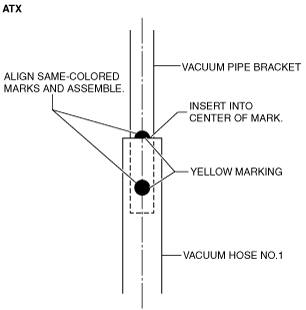 ATX
ALIGN SAME-COLORED
MARKS AND ASSEMBLE.
VACUUM PIPE BRACKET
INSERT INTO
CENTER OF MARK.
YELLOW MARKING
VACUUM HOSE NO.1